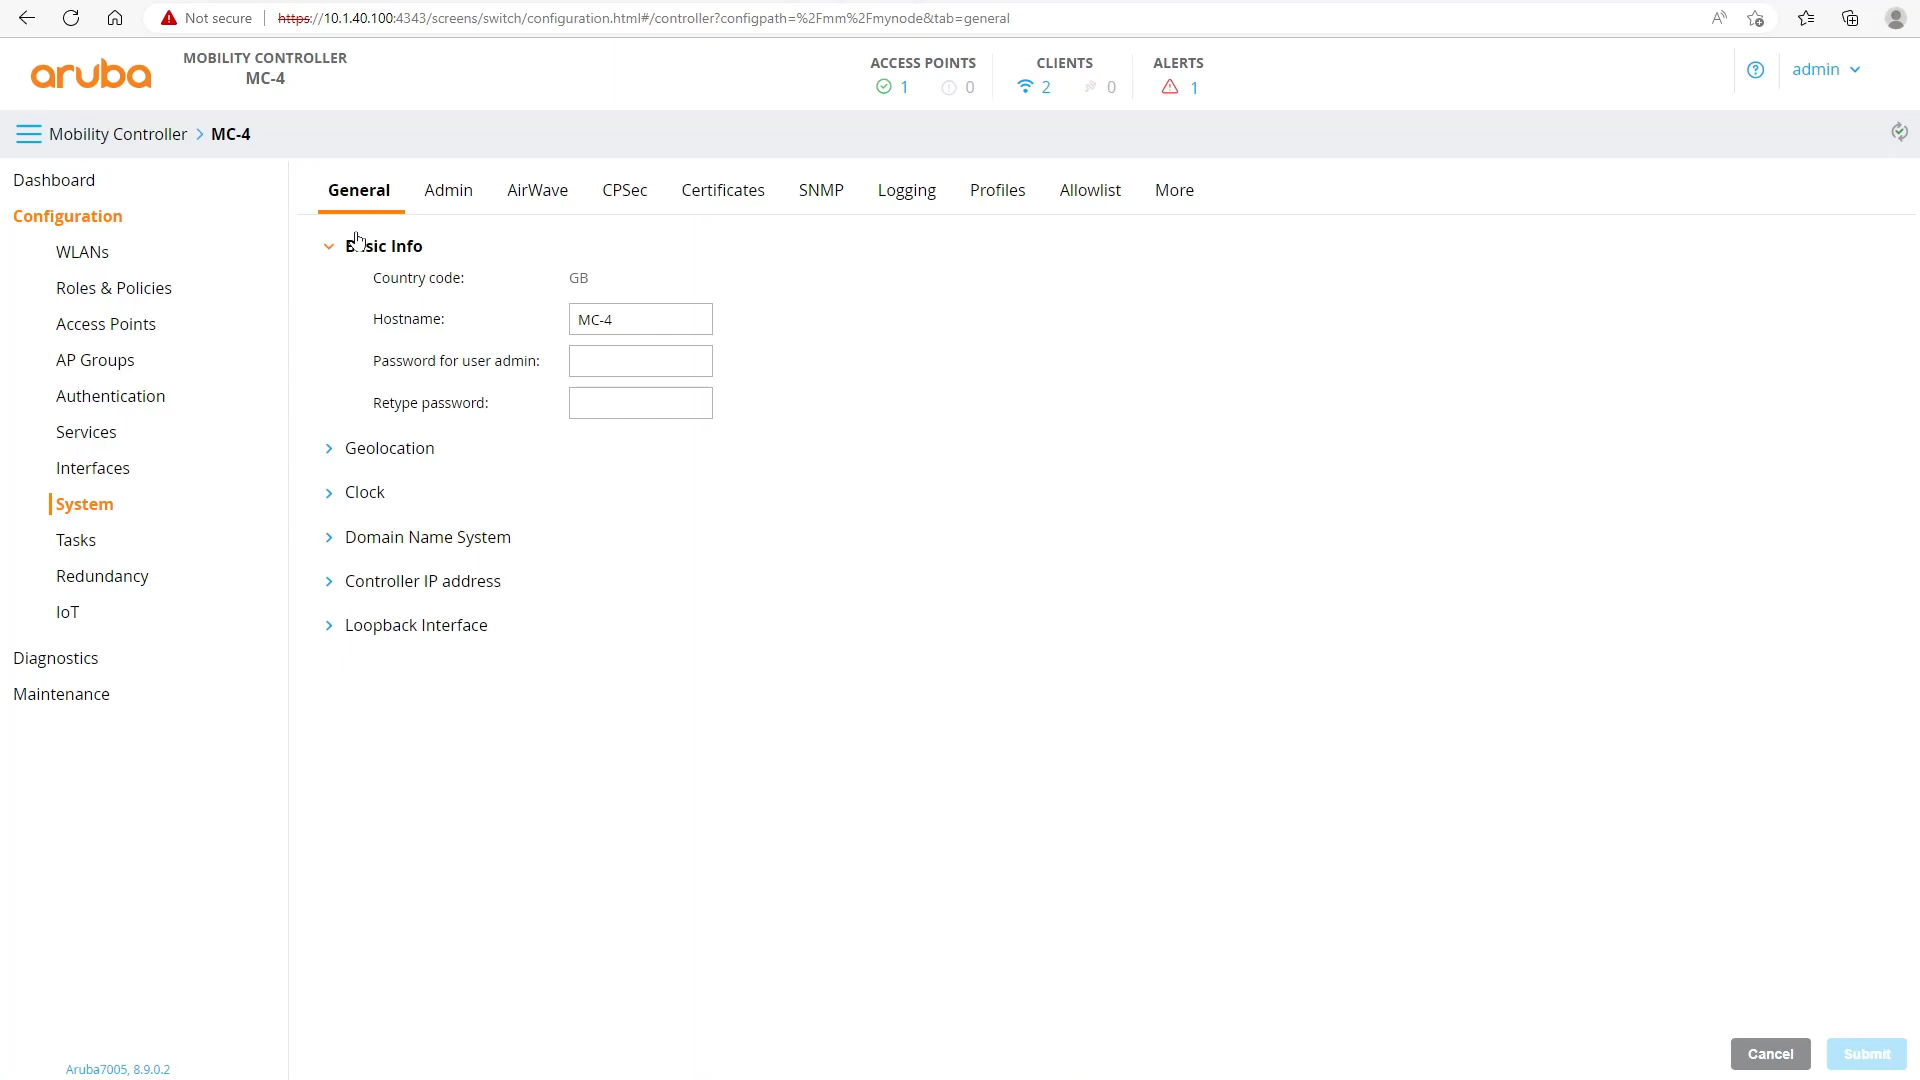 Not secure
https://10.1.40.100:4343/screens/switch/configuration.html#/controller?configpath=%2Fmm%2Fmynode&tab=general
aruba
MOBILITY CONTROLLER
MC-4
ACCESS POINTS
1
0
CLIENTS
2
0
ALERTS
1
admin
Mobility Controller > MC-4
Dashboard
Configuration
WLANs
Roles & Policies
Access Points
AP Groups
Authentication
Services
Interfaces
System
Tasks
Redundancy
IoT
Diagnostics
Maintenance
Aruba7005, 8.9.0.2
General Admin AirWave CPSec Certificates SNMP Logging Profiles Allowlist More
Info
Country code: GB
Hostname: MC-4
Password for user admin:
Retype password:
Geolocation
Clock
Domain Name System
Controller IP address
Loopback Interface
Cancel Submit